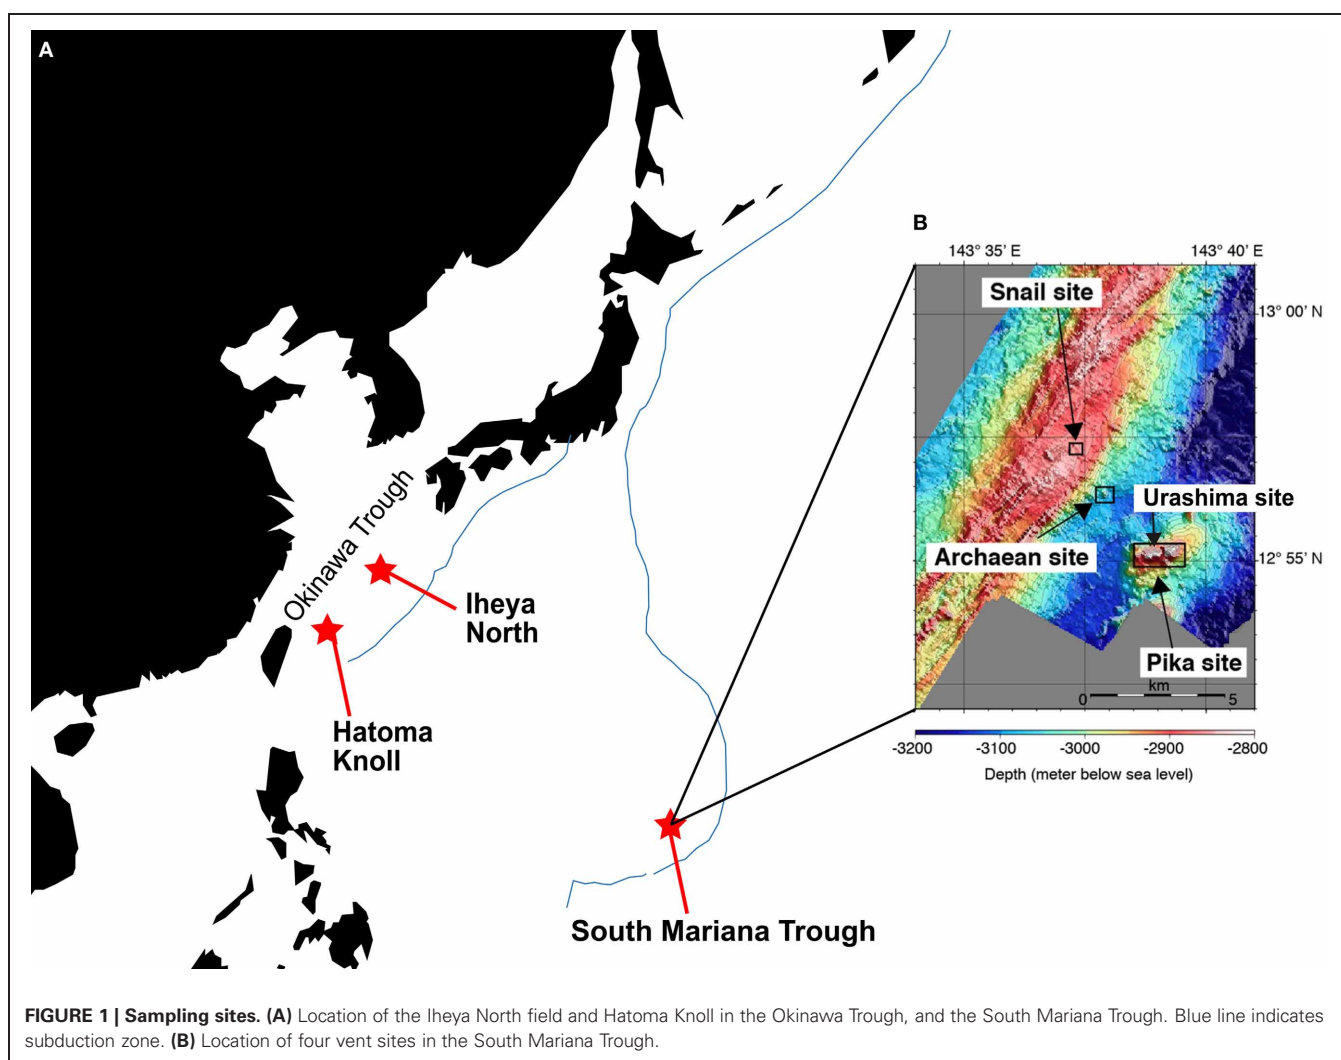 A
B
143° 35’ E
143° 40’ E
Snail site
13° 00’ N
Urashima site
Archaean site
12° 55’ N
Pika site
km
0
5
-3200
-3100
-3000
-2900
-2800
Depth (meter below sea level)
Okinawa Trough
Iheya
North
Hatoma
Knoll
South Mariana Trough
FIGURE 1 | Sampling sites. (A) Location of the Iheya North field and Hatoma Knoll in the Okinawa Trough, and the South Mariana Trough. Blue line indicates
subduction zone. (B) Location of four vent sites in the South Mariana Trough.